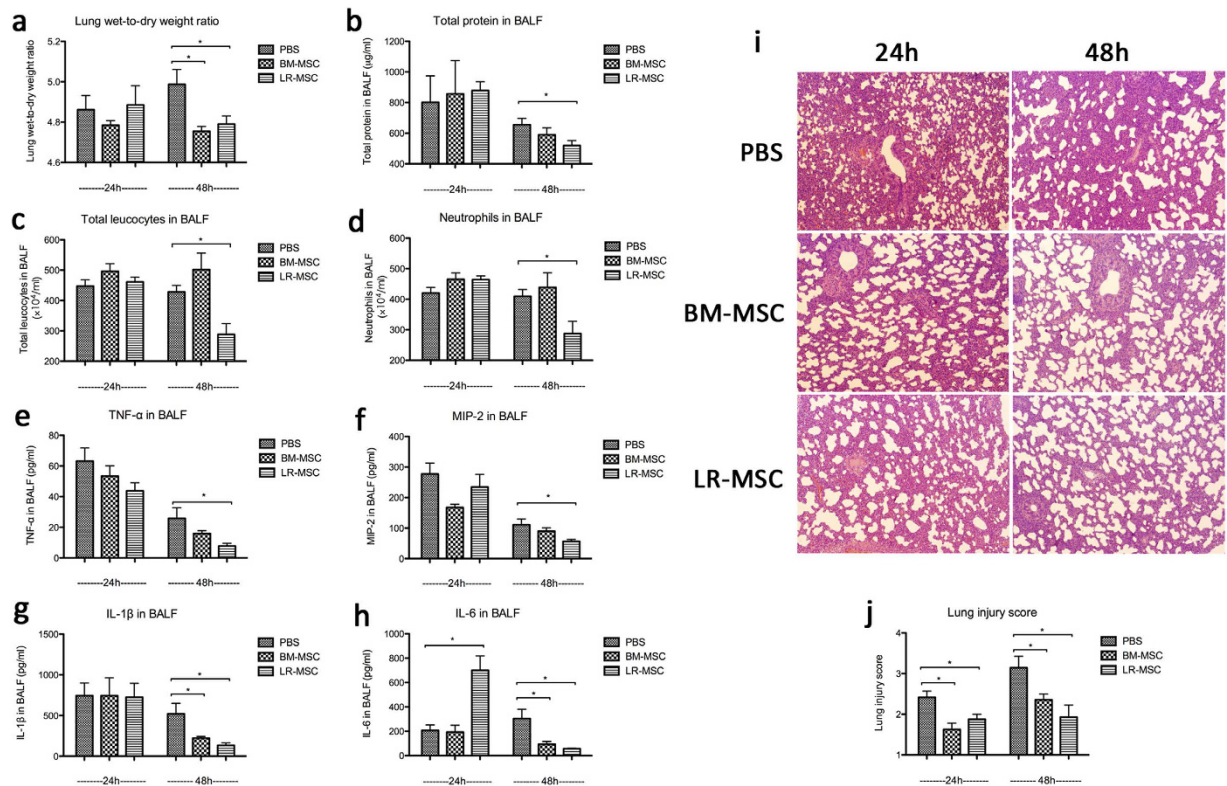 a
Lung wet-to-dry weight ratio
Lung wet-to-dry weight ratio
5.2
5.0
4.8
4.6
*
*
PBS
BM-MSC
LR-MSC
--------24h-------- -------- 48h--------
b
Total protein in BALF
Total protein in BALF (ug/ml)
1200
1000
800
600
400
*
PBS
BM-MSC
LR-MSC
--------24h-------- -------- 48h--------
c
Total leucocytes in BALF
Total leucocytes in BALF
(×10^4/ml)
600
500
400
300
200
*
PBS
BM-MSC
LR-MSC
--------24h-------- -------- 48h--------
d
Neutrophils in BALF
Neutrophils in BALF
(×10^4/ml)
600
500
400
300
200
*
PBS
BM-MSC
LR-MSC
--------24h-------- -------- 48h--------
e
TNF-α in BALF
TNF-α in BALF (pg/ml)
80
60
40
20
0
*
PBS
BM-MSC
LR-MSC
--------24h-------- -------- 48h--------
f
MIP-2 in BALF
MIP-2 in BALF (pg/ml)
400
300
200
100
0
*
PBS
BM-MSC
LR-MSC
--------24h-------- -------- 48h--------
g
IL-1β in BALF
IL-1β in BALF (pg/ml)
1500
1000
500
0
*
*
PBS
BM-MSC
LR-MSC
--------24h-------- -------- 48h--------
h
IL-6 in BALF
IL-6 in BALF (pg/ml)
1000
800
600
400
200
0
*
*
*
PBS
BM-MSC
LR-MSC
--------24h-------- -------- 48h--------
i
24h 48h
PBS
BM-MSC
LR-MSC
j
Lung injury score
Lung injury score
4
3
2
1
*
*
*
*
PBS
BM-MSC
LR-MSC
--------24h-------- -------- 48h--------